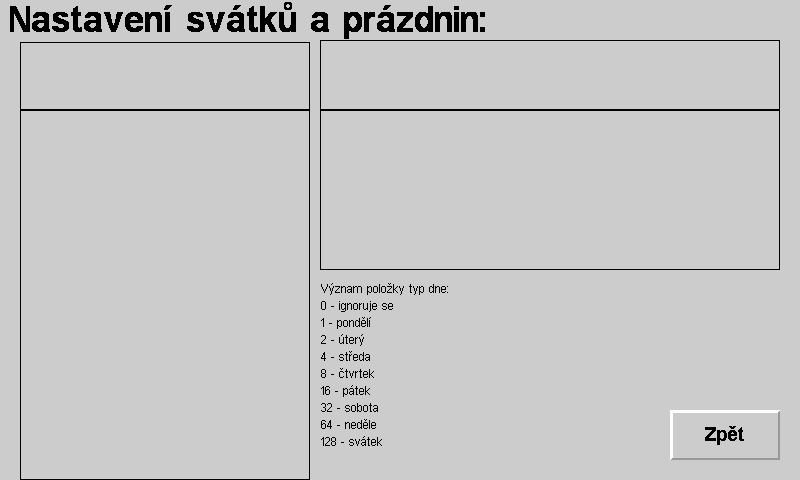 Nastavení svátků a prázdnin:
Význam položky typ dne:
0 - ignoruje se
1 - pondělí
2 - úterý
4 - středa
8 - čtvrtek
16 - pátek
32 - sobota
64 - neděle
128 - svátek
Zpět